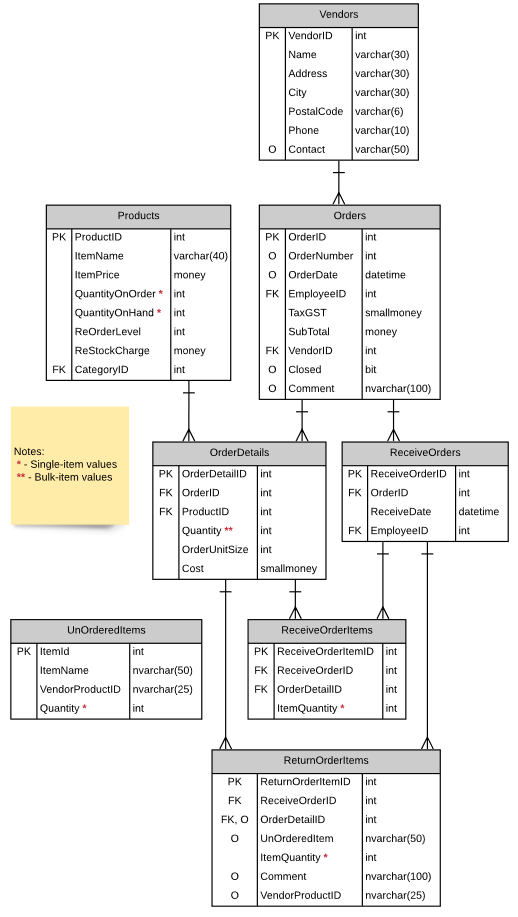 Vendors
PK VendorID int
Name varchar(30)
Address varchar(30)
City varchar(30)
PostalCode varchar(6)
Phone varchar(10)
O Contact varchar(50)
Products
PK ProductID int
ItemName varchar(40)
ItemPrice money
QuantityOnOrder * int
QuantityOnHand * int
ReOrderLevel int
ReStockCharge money
FK CategoryID int
Orders
PK OrderID int
O OrderNumber int
O OrderDate datetime
FK EmployeeID int
TaxGST smallmoney
SubTotal money
FK VendorID int
O Closed bit
O Comment nvarchar(100)
Notes:
* - Single-item values
** - Bulk-item values
OrderDetails
PK OrderDetailID int
FK OrderID int
FK ProductID int
Quantity ** int
OrderUnitSize int
Cost smallmoney
ReceiveOrders
PK ReceiveOrderID int
FK OrderID int
ReceiveDate datetime
FK EmployeeID int
UnOrderedItems
PK ItemId int
ItemName nvarchar(50)
VendorProductID nvarchar(25)
Quantity * int
ReceiveOrderItems
PK ReceiveOrderItemID int
FK ReceiveOrderID int
FK OrderDetailID int
ItemQuantity * int
ReturnOrderItems
PK ReturnOrderItemID int
FK ReceiveOrderID int
FK, O OrderDetailID int
O UnOrderedItem nvarchar(50)
ItemQuantity * int
O Comment nvarchar(100)
O VendorProductID nvarchar(25)